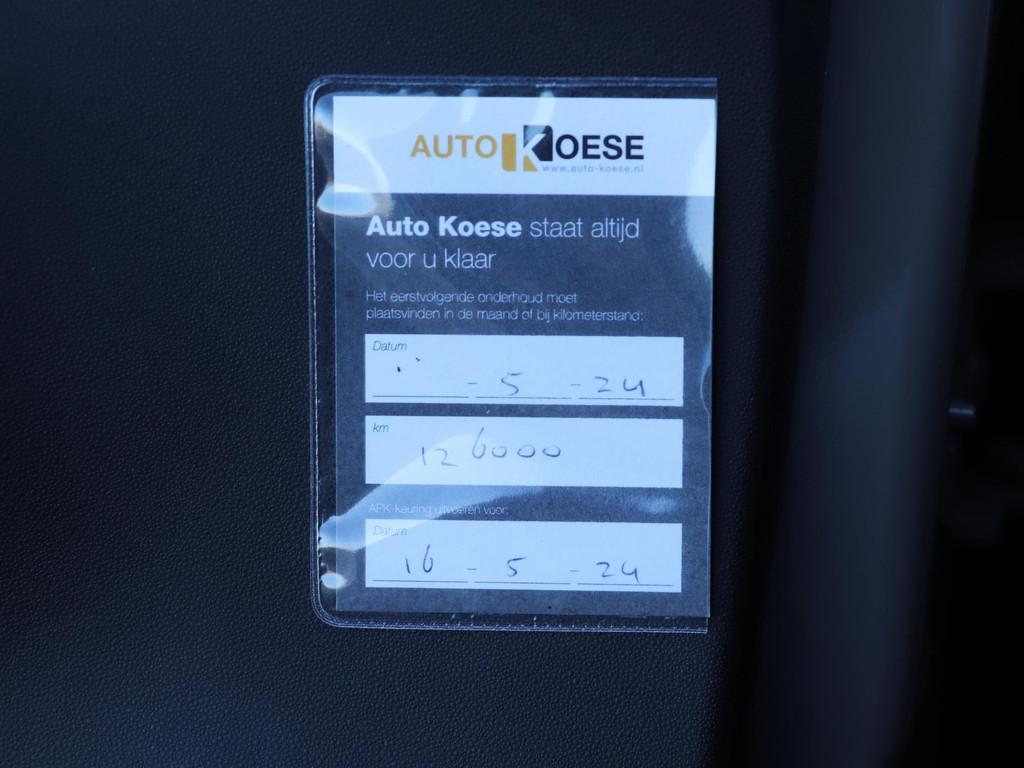 AUTO KOESE
www.auto-koese.nl
Auto Koese staat altijd
voor u klaar
Het eerstvolgende onderhoud moet
plaatsvinden in de maand of bij kilometerstand:
Datum
- 5 - 24
km
126000
APK-keuring uitvoeren voor:
Datum
16 - 5 - 24